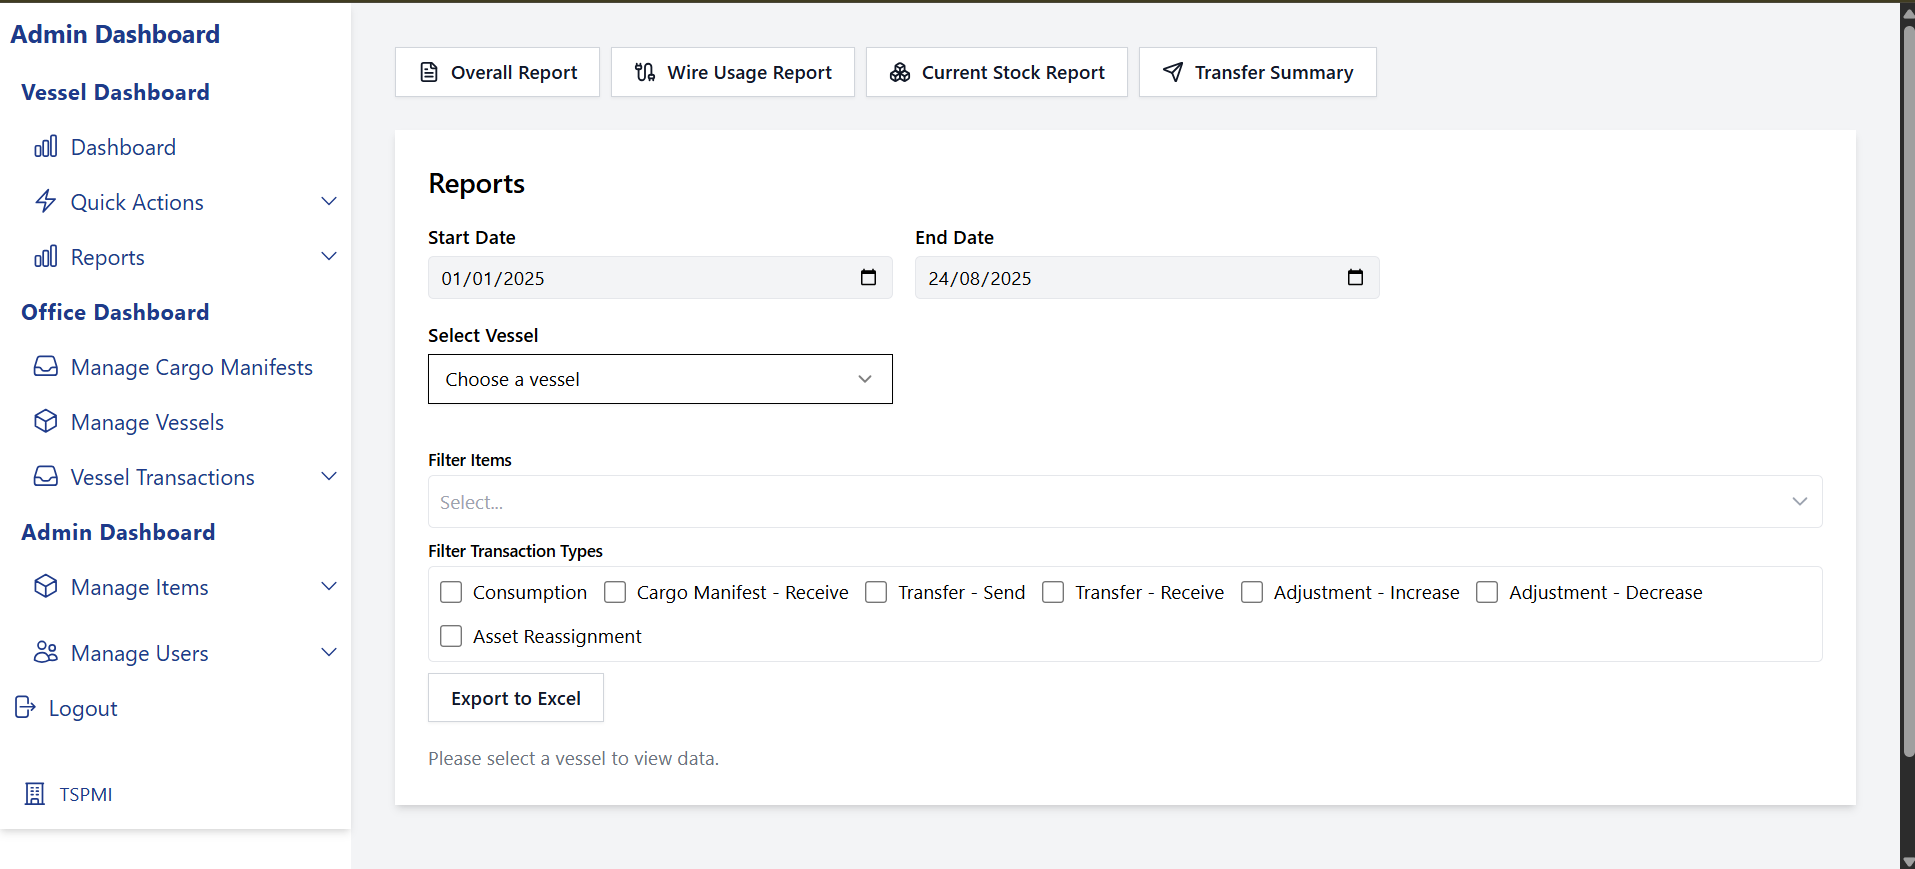 Admin Dashboard
Vessel Dashboard
Dashboard
Quick Actions
Reports
Office Dashboard
Manage Cargo Manifests
Manage Vessels
Vessel Transactions
Admin Dashboard
Manage Items
Manage Users
Logout
TSPMI
Overall Report
Wire Usage Report
Current Stock Report
Transfer Summary
Reports
Start Date
End Date
01/01/2025
24/08/2025
Select Vessel
Choose a vessel
Filter Items
Select...
Filter Transaction Types
Consumption
Cargo Manifest - Receive
Transfer - Send
Transfer - Receive
Adjustment - Increase
Adjustment - Decrease
Asset Reassignment
Export to Excel
Please select a vessel to view data.